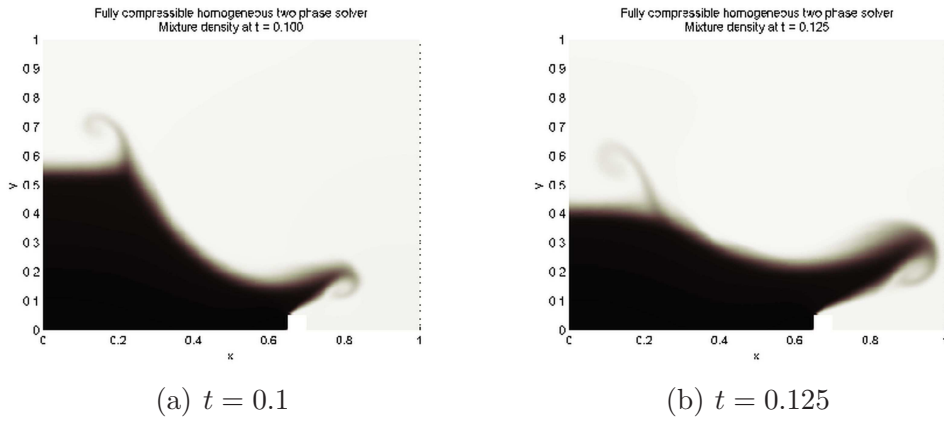 Fully compressible homogeneous two phase solver
Mixture density at t = 0.100
1
0.9
0.8
0.7
0.6
y
0.5
0.4
0.3
0.2
0.1
0
0 0.2 0.4 0.6 0.8 1
x
(a) t = 0.1
Fully compressible homogeneous two phase solver
Mixture density at t = 0.125
1
0.9
0.8
0.7
0.6
y
0.5
0.4
0.3
0.2
0.1
0
0 0.2 0.4 0.6 0.8 1
x
(b) t = 0.125